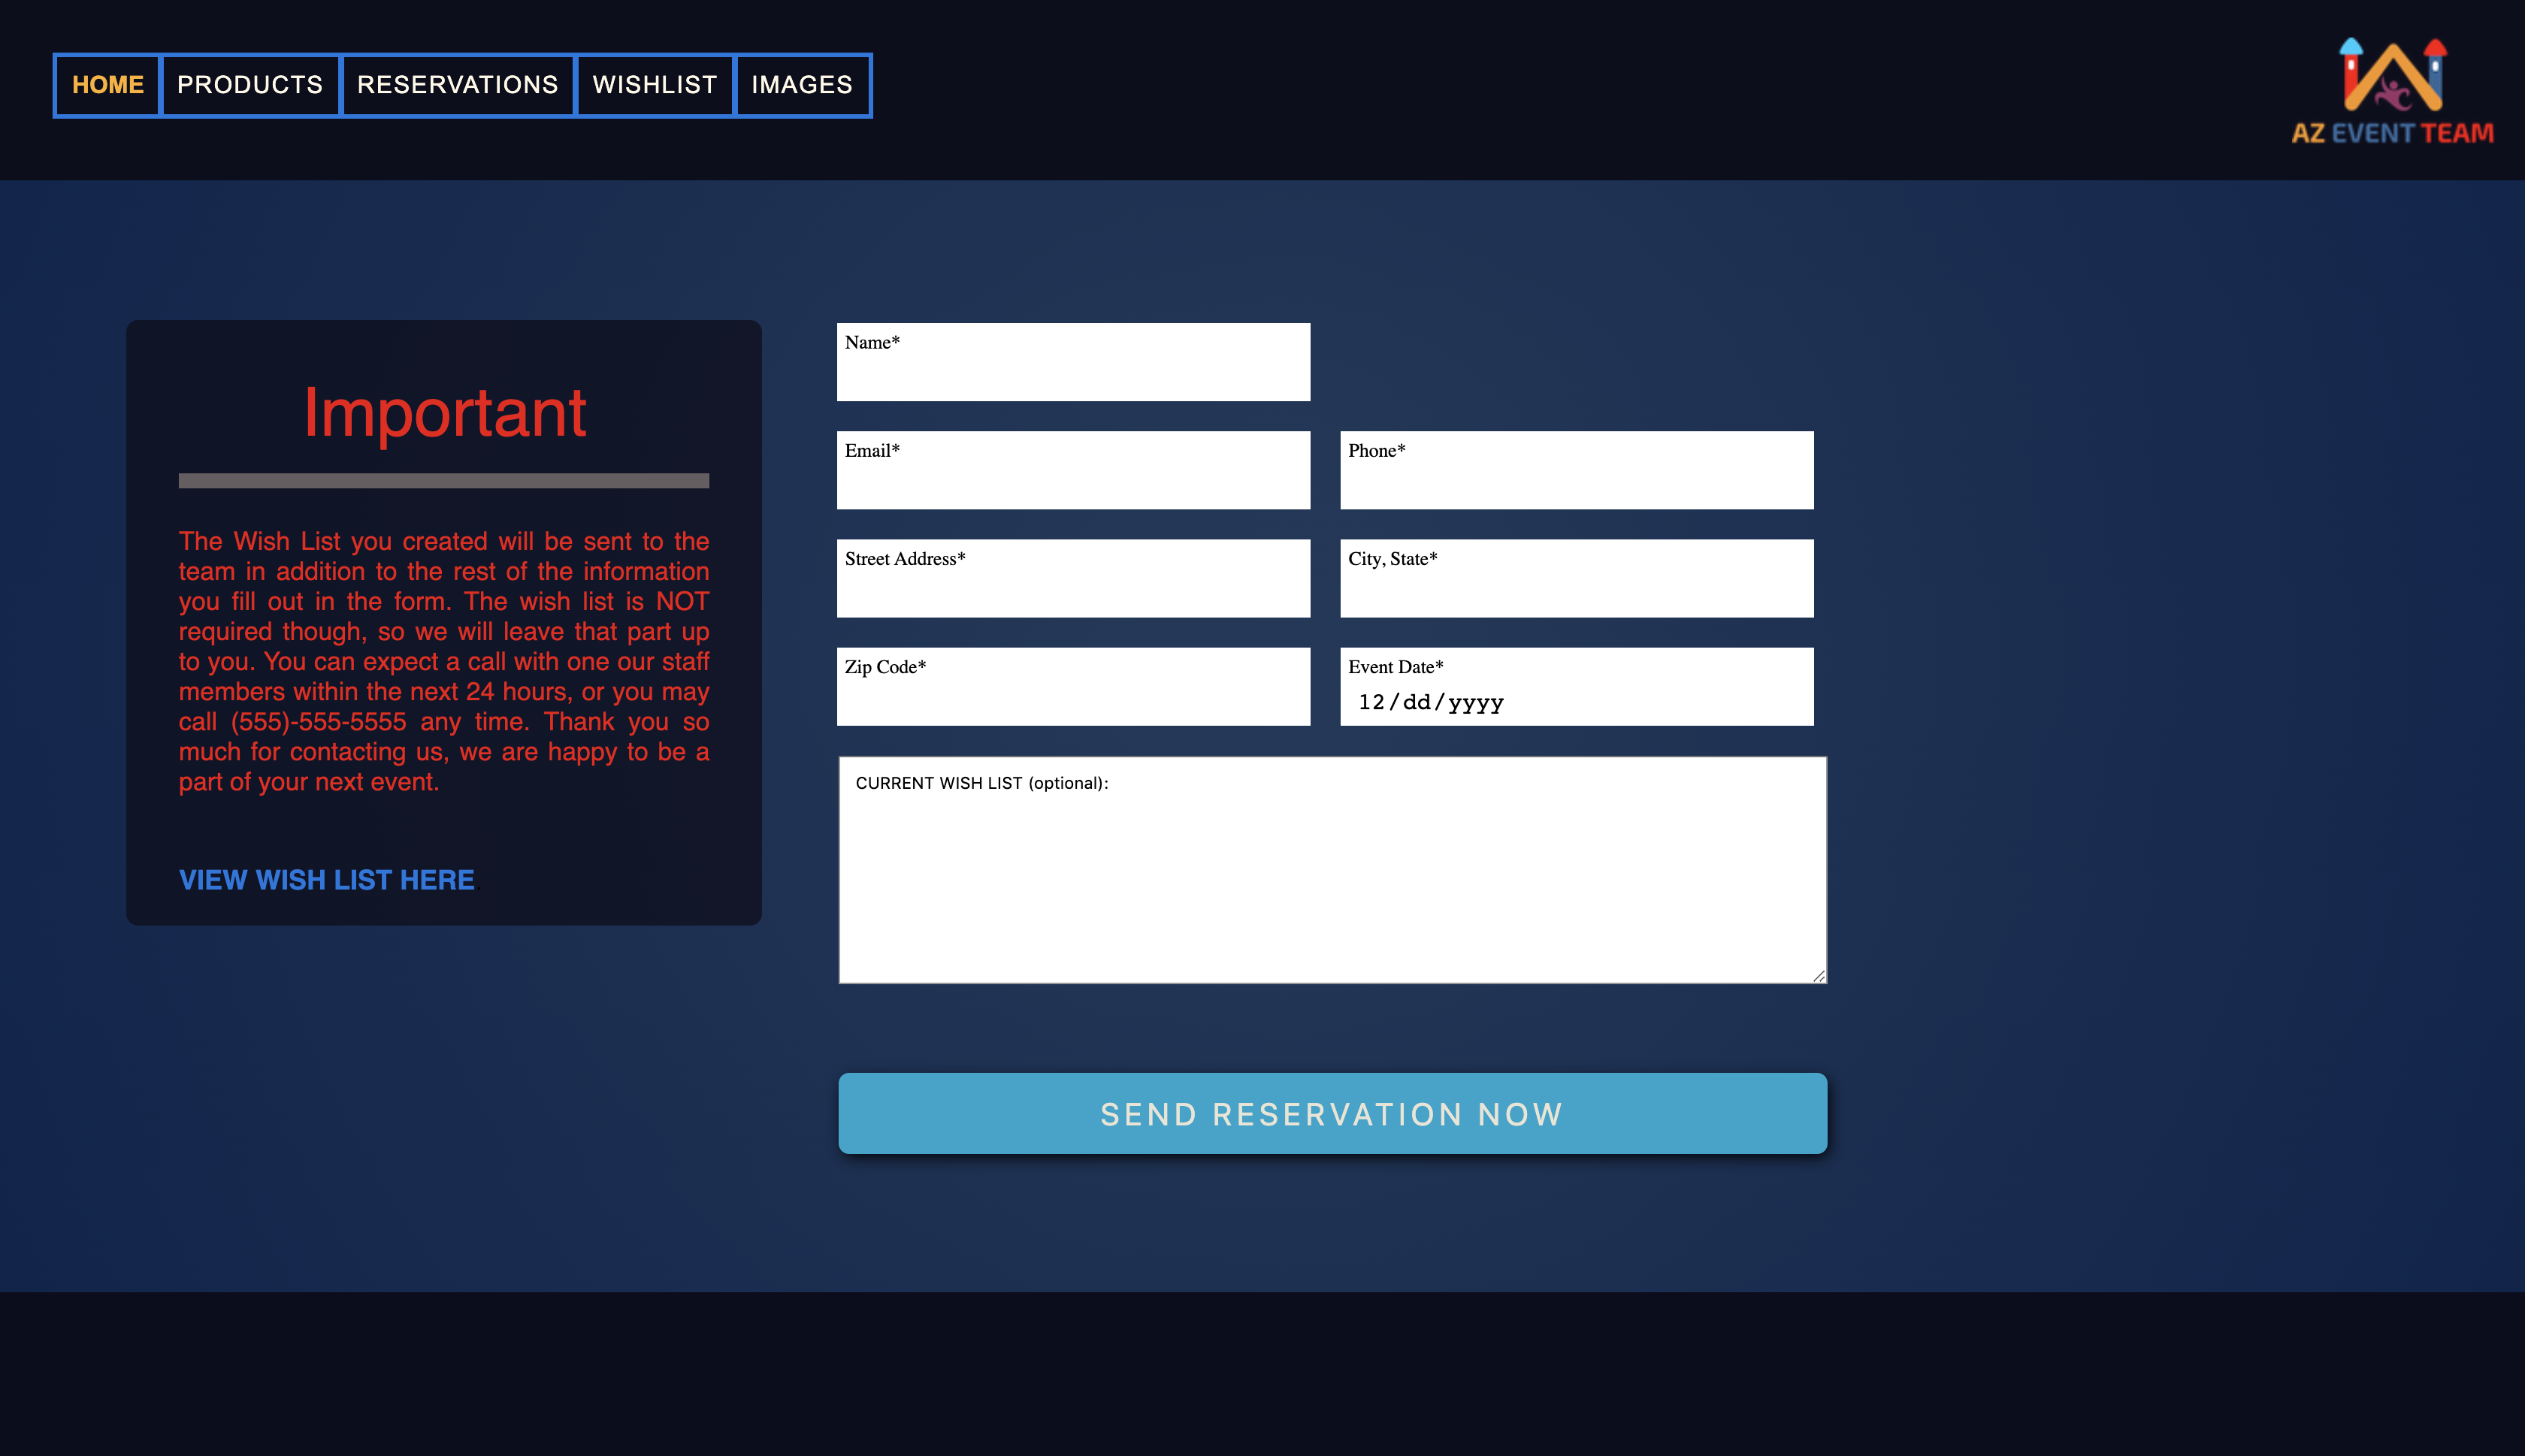 HOME PRODUCTS RESERVATIONS WISHLIST IMAGES
AZ EVENT TEAM
Important
The Wish List you created will be sent to the
team in addition to the rest of the information
you fill out in the form. The wish list is NOT
required though, so we will leave that part up
to you. You can expect a call with one our staff
members within the next 24 hours, or you may
call (555)-555-5555 any time. Thank you so
much for contacting us, we are happy to be a
part of your next event.
VIEW WISH LIST HERE.
Name*
Email*
Phone*
Street Address*
City, State*
Zip Code*
Event Date*
12/dd/yyyy
CURRENT WISH LIST (optional):
SEND RESERVATION NOW